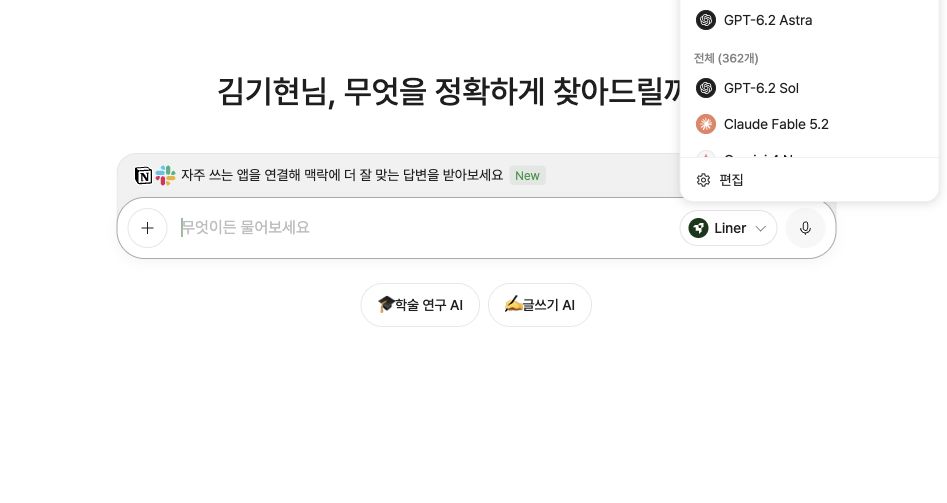 GPT-6.2 Astra
전체 (362개)
GPT-6.2 Sol
Claude Fable 5.2
편집
김기현님, 무엇을 정확하게 찾아드릴
자주 쓰는 앱을 연결해 맥락에 더 잘 맞는 답변을 받아보세요 New
무엇이든 물어보세요
Liner
학술 연구 AI
글쓰기 AI